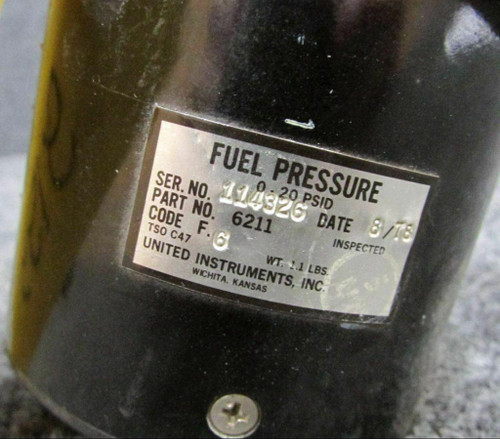 FUEL PRESSURE
0-20 PSID
SER. NO. 114326 DATE 8/76
PART NO. 6211 INSPECTED
CODE F. 6
TSO C47 WT. 1.1 LBS.
UNITED INSTRUMENTS, INC.
WICHITA, KANSAS